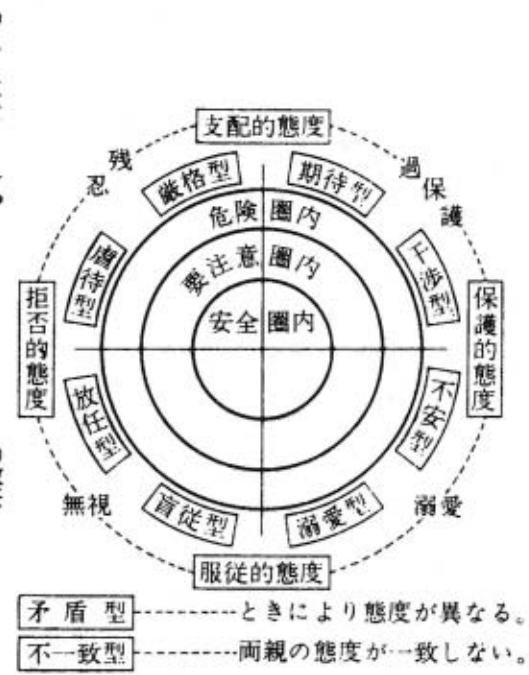 支配的態度
残忍
過保護
厳格型
期待型
危険圏内
虐待型
要注意圏内
干渉型
安全圏内
拒否的態度
保護的態度
放任型
不安型
無視
盲従型
溺愛型
溺愛
服従的態度
矛盾型---------ときにより態度が異なる。
不一致型---------両親の態度が一致しない。